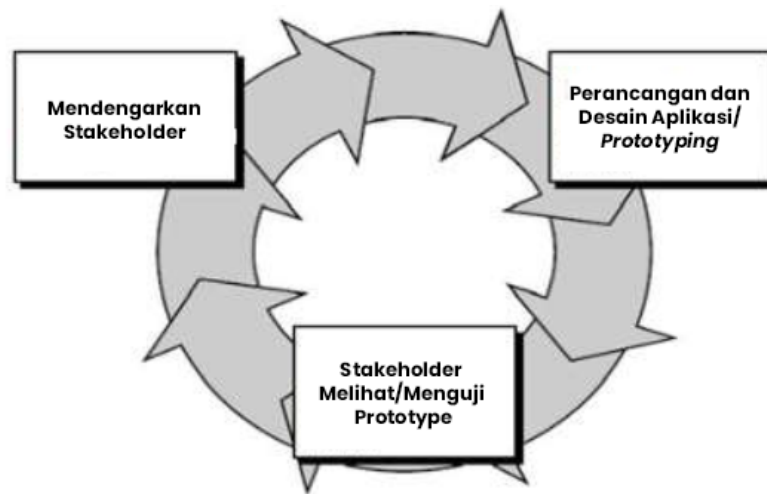 Mendengarkan
Stakeholder
Perancangan dan
Desain Aplikasi/
Prototyping
Stakeholder
Melihat/Menguji
Prototype